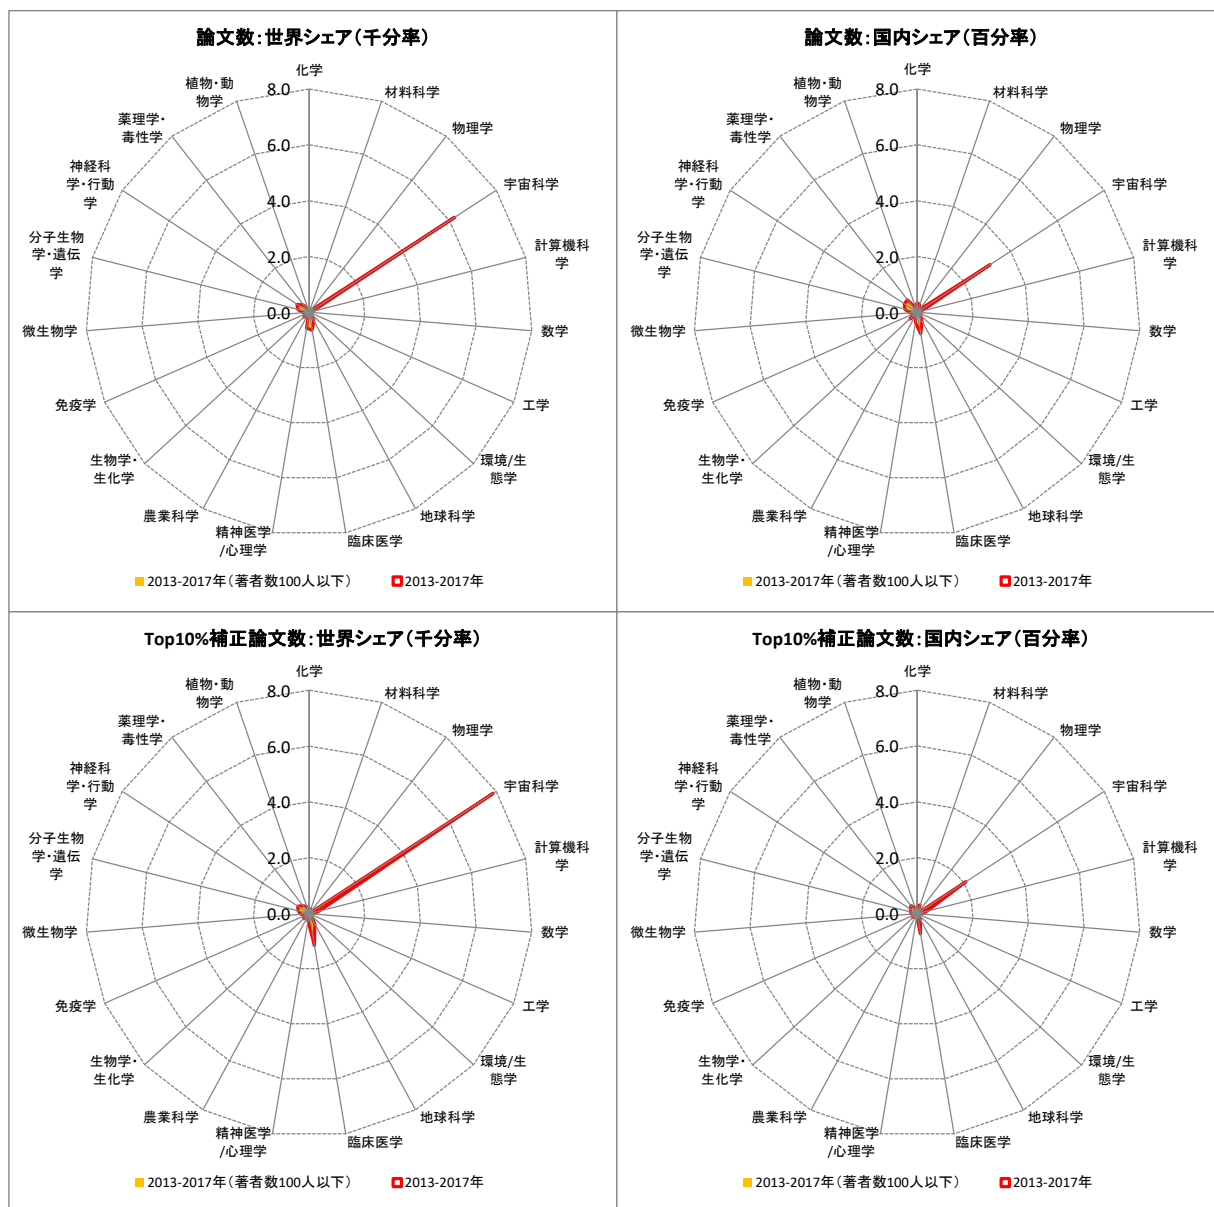 論文数：世界シェア（千分率）
化学
材料科学
物理学
宇宙科学
計算機科
学
数学
工学
環境/生
態学
地球科学
臨床医学
精神医学
/心理学
農業科学
生物学・
生化学
免疫学
微生物学
分子生物
学・遺伝
学
神経科
学・行動
学
薬理学・
毒性学
植物・動
物学
8.0
6.0
4.0
2.0
0.0
2013-2017年（著者数100人以下）
2013-2017年
論文数：国内シェア（百分率）
化学
材料科学
物理学
宇宙科学
計算機科
学
数学
工学
環境/生
態学
地球科学
臨床医学
精神医学
/心理学
農業科学
生物学・
生化学
免疫学
微生物学
分子生物
学・遺伝
学
神経科
学・行動
学
薬理学・
毒性学
植物・動
物学
8.0
6.0
4.0
2.0
0.0
2013-2017年（著者数100人以下）
2013-2017年
Top10%補正論文数：世界シェア（千分率）
化学
材料科学
物理学
宇宙科学
計算機科
学
数学
工学
環境/生
態学
地球科学
臨床医学
精神医学
/心理学
農業科学
生物学・
生化学
免疫学
微生物学
分子生物
学・遺伝
学
神経科
学・行動
学
薬理学・
毒性学
植物・動
物学
8.0
6.0
4.0
2.0
0.0
2013-2017年（著者数100人以下）
2013-2017年
Top10%補正論文数：国内シェア（百分率）
化学
材料科学
物理学
宇宙科学
計算機科
学
数学
工学
環境/生
態学
地球科学
臨床医学
精神医学
/心理学
農業科学
生物学・
生化学
免疫学
微生物学
分子生物
学・遺伝
学
神経科
学・行動
学
薬理学・
毒性学
植物・動
物学
8.0
6.0
4.0
2.0
0.0
2013-2017年（著者数100人以下）
2013-2017年